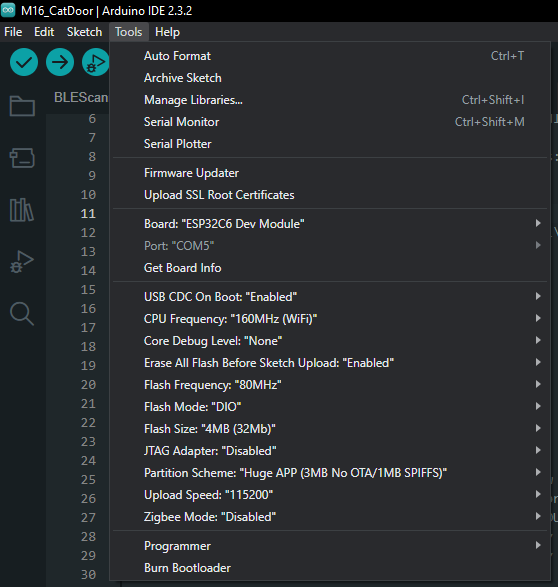 M16_CatDoor | Arduino IDE 2.3.2
File Edit Sketch Tools Help
Auto Format Ctrl+T
Archive Sketch
Manage Libraries... Ctrl+Shift+I
Serial Monitor Ctrl+Shift+M
Serial Plotter
Firmware Updater
Upload SSL Root Certificates
Board: "ESP32C6 Dev Module"
Port: "COM5"
Get Board Info
USB CDC On Boot: "Enabled"
CPU Frequency: "160MHz (WiFi)"
Core Debug Level: "None"
Erase All Flash Before Sketch Upload: "Enabled"
Flash Frequency: "80MHz"
Flash Mode: "DIO"
Flash Size: "4MB (32Mb)"
JTAG Adapter: "Disabled"
Partition Scheme: "Huge APP (3MB No OTA/1MB SPIFFS)"
Upload Speed: "115200"
Zigbee Mode: "Disabled"
Programmer
Burn Bootloader
BLEScan
6
7
8
9
10
11
12
13
14
15
16
17
18
19
20
21
22
23
24
25
26
27
28
29
30